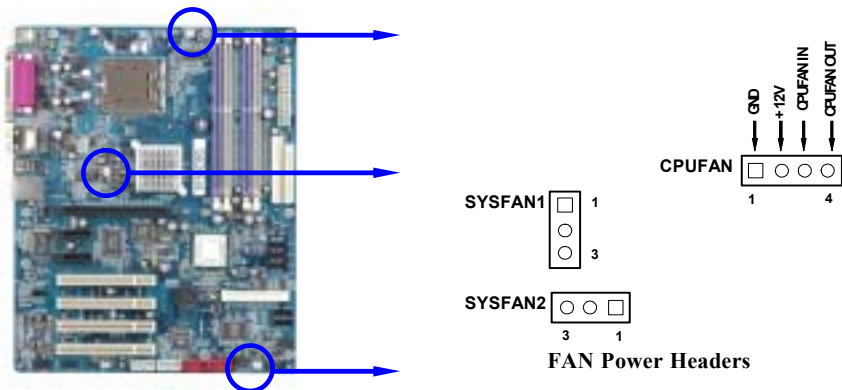 GND
+12V
CPUFAN IN
CPUFAN OUT
CPUFAN
1 4
SYSFAN1 1
3
SYSFAN2
3 1
FAN Power Headers